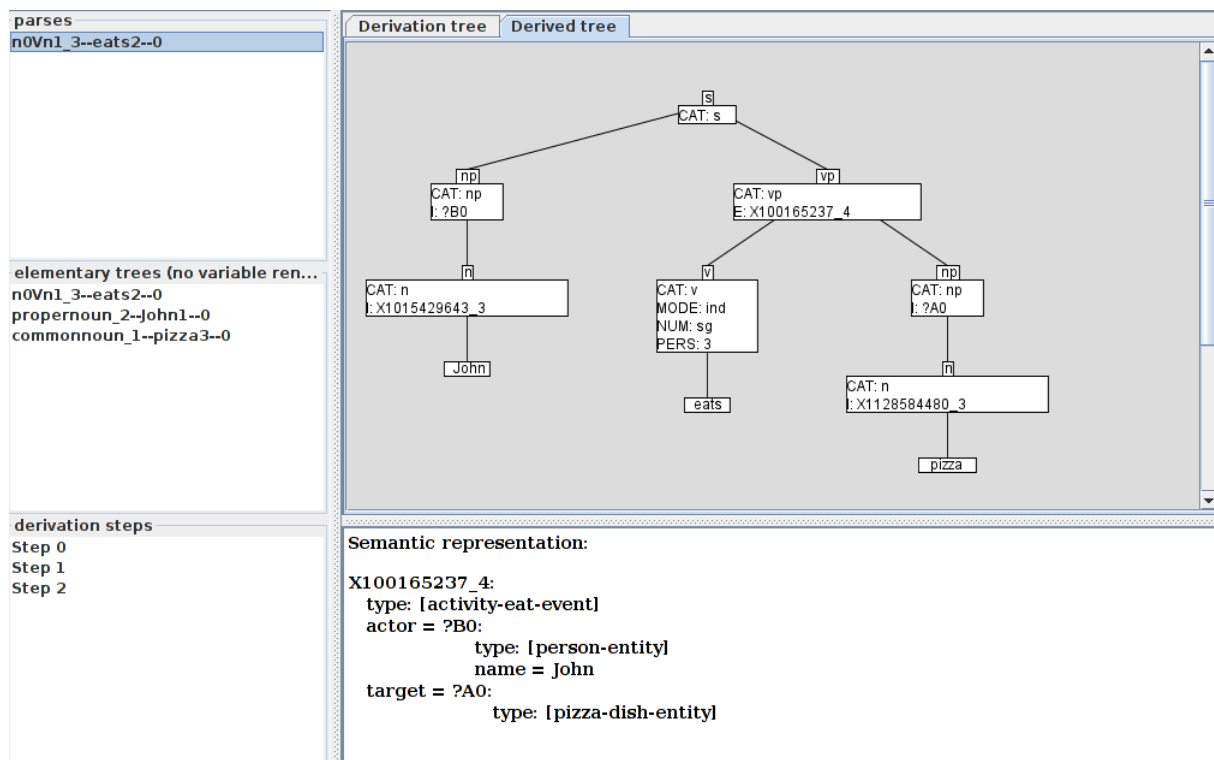 parses
n0Vn1_3--eats2--0
elementary trees (no variable ren...
n0Vn1_3--eats2--0
propernoun_2--John1--0
commonnoun_1--pizza3--0
derivation steps
Step 0
Step 1
Step 2
Derivation tree
Derived tree
s
CAT: s
np
CAT: np
I: ?B0
vp
CAT: vp
E: X100165237_4
n
CAT: n
I: X1015429643_3
v
CAT: v
MODE: ind
NUM: sg
PERS: 3
np
CAT: np
I: ?A0
John
eats
n
CAT: n
I: X1128584480_3
pizza
Semantic representation:
X100165237_4:
type: [activity-eat-event]
actor = ?B0:
type: [person-entity]
name = John
target = ?A0:
type: [pizza-dish-entity]